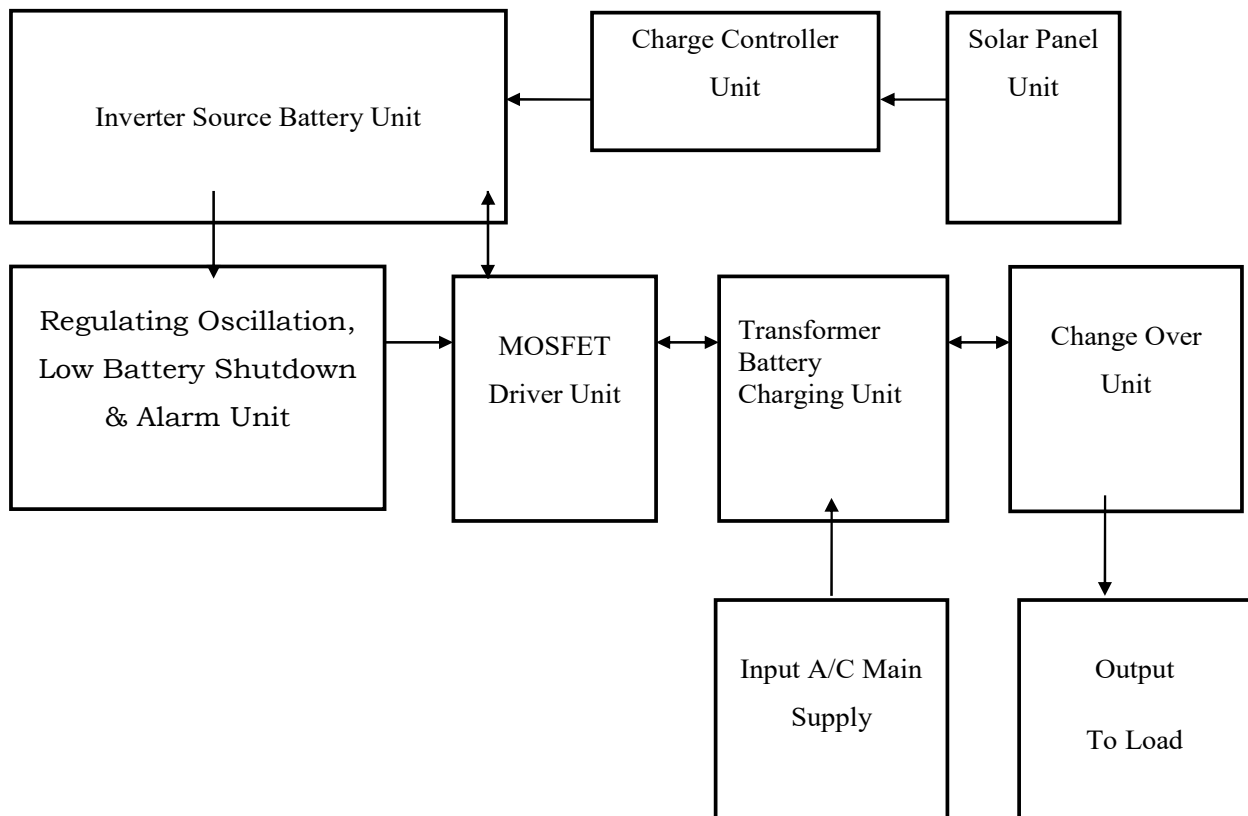 Inverter Source Battery Unit
Charge Controller
Unit
Solar Panel
Unit
Regulating Oscillation,
Low Battery Shutdown
& Alarm Unit
MOSFET
Driver Unit
Transformer
Battery
Charging Unit
Change Over
Unit
Input A/C Main
Supply
Output
To Load